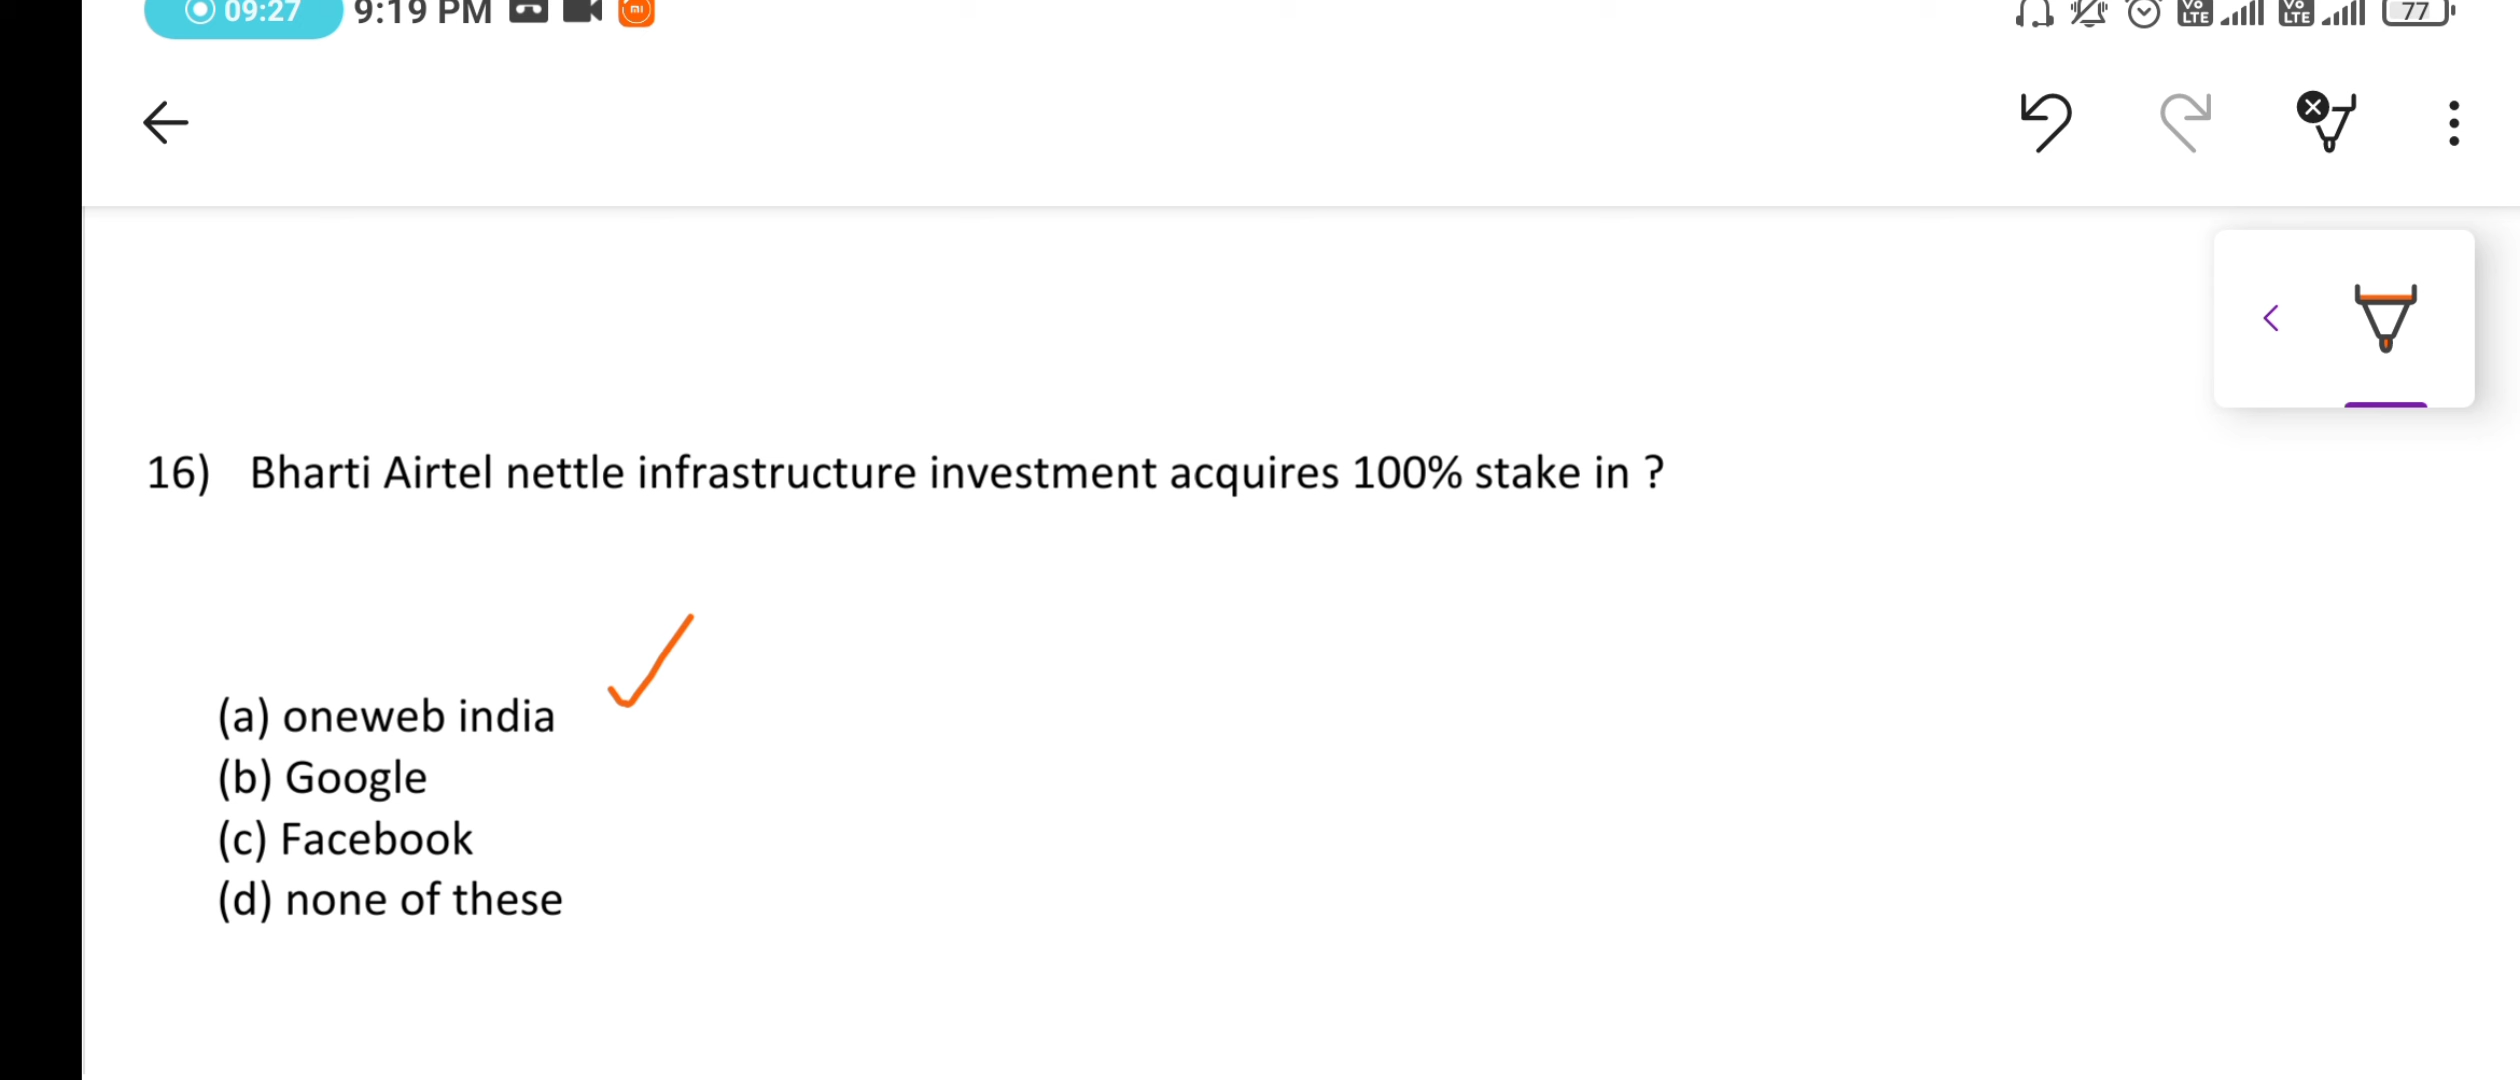 09:27 9:19 PM 77
16) Bharti Airtel nettle infrastructure investment acquires 100% stake in ?
(a) oneweb india
(b) Google
(c) Facebook
(d) none of these